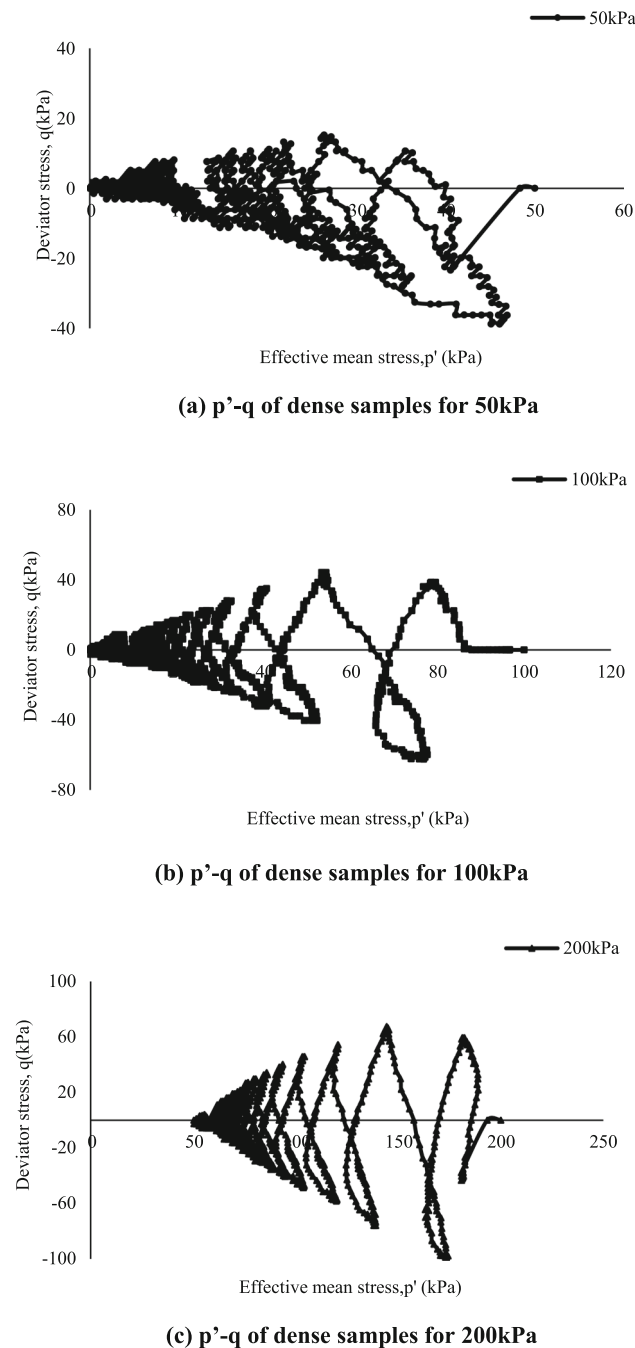 50kPa
40
20
0
-20
-40
0
30
40
50
60
Deviator stress, q(kPa)
Effective mean stress,p' (kPa)
(a) p’-q of dense samples for 50kPa
100kPa
80
40
0
-40
-80
0
40
60
80
100
120
Deviator stress, q(kPa)
Effective mean stress,p' (kPa)
(b) p’-q of dense samples for 100kPa
200kPa
100
60
20
-20
-60
-100
0
50
150
200
250
Deviator stress, q(kPa)
Effective mean stress,p' (kPa)
(c) p’-q of dense samples for 200kPa